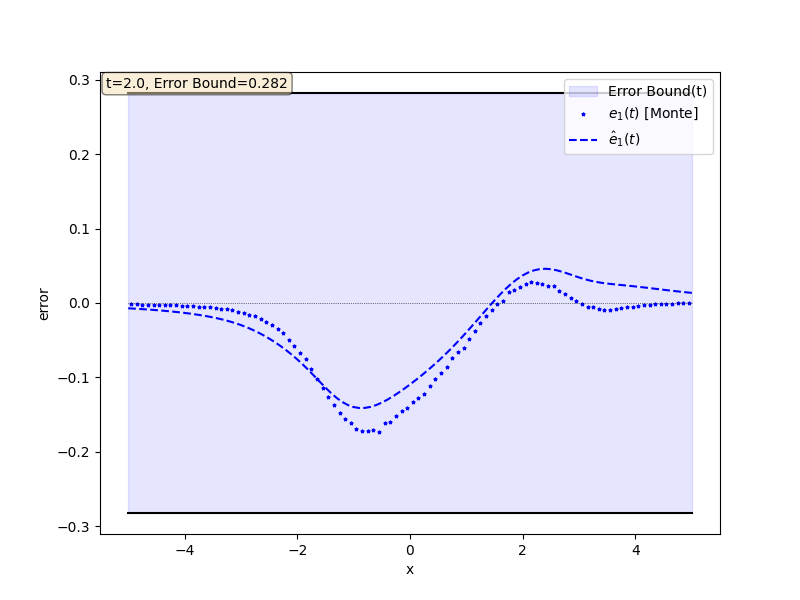 t=2.0, Error Bound=0.282
Error Bound(t)
e₁(t) [Monte]
ê₁(t)
0.3
0.2
0.1
0.0
−0.1
−0.2
−0.3
error
−4
−2
0
2
4
x